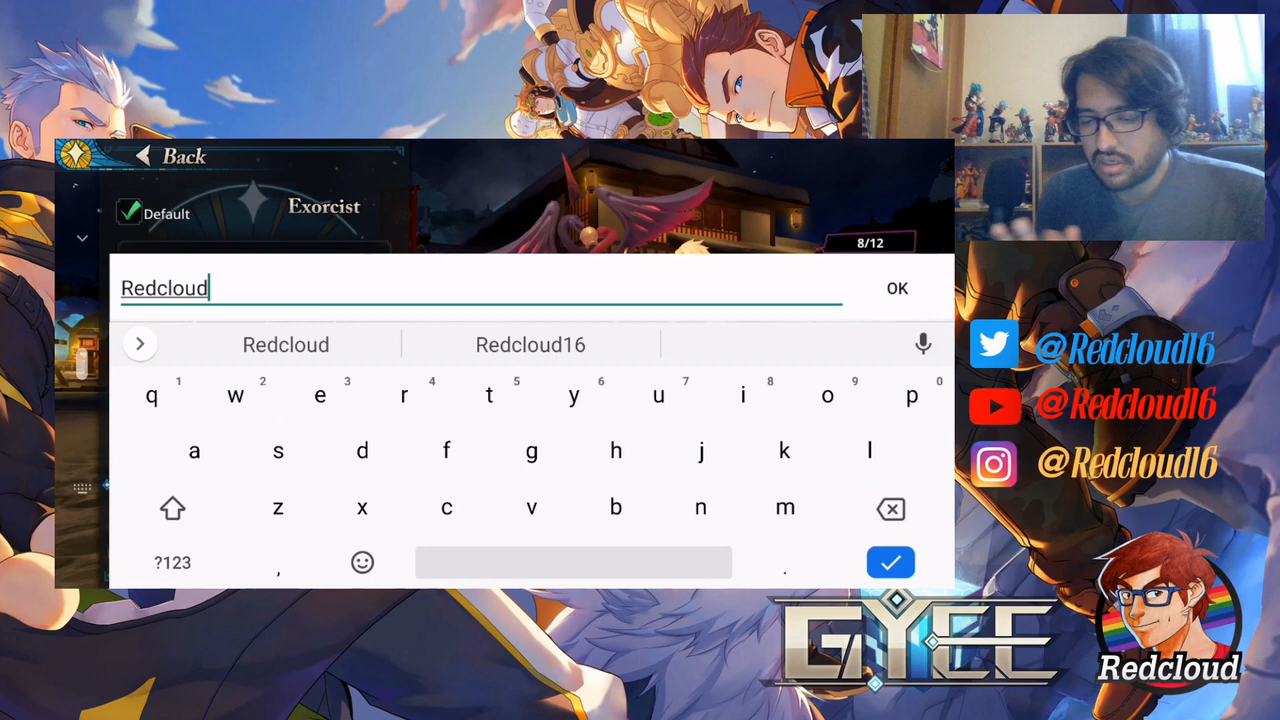 Back
Default
Exorcist
8/12
Redcloud
OK
Redcloud
Redcloud16
q 1 w 2 e 3 r 4 t 5 y 6 u 7 i 8 o 9 p 0
a s d f g h j k l
z x c v b n m
?123 , .
@Redcloud16
@Redcloud16
@Redcloud16
GYEE
Redcloud